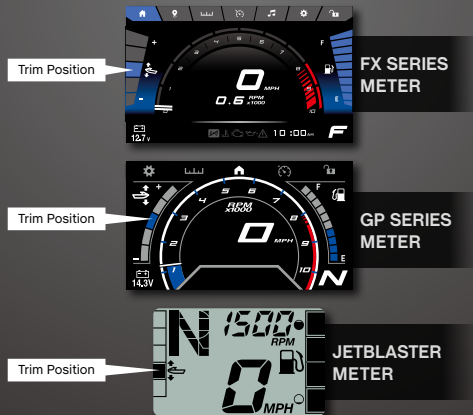 +
F
Trim Position
0
MPH
0.6 RPM
x1000
-
E
12.7 V
10:00 AM
F
FX SERIES
METER
+
F
4 5 6
3 7
RPM
x1000
Trim Position
2 8
0 MPH
1 9
10
-
E
14.3V
N
GP SERIES
METER
N 1500
RPM
Trim Position
0
MPH
JETBLASTER
METER